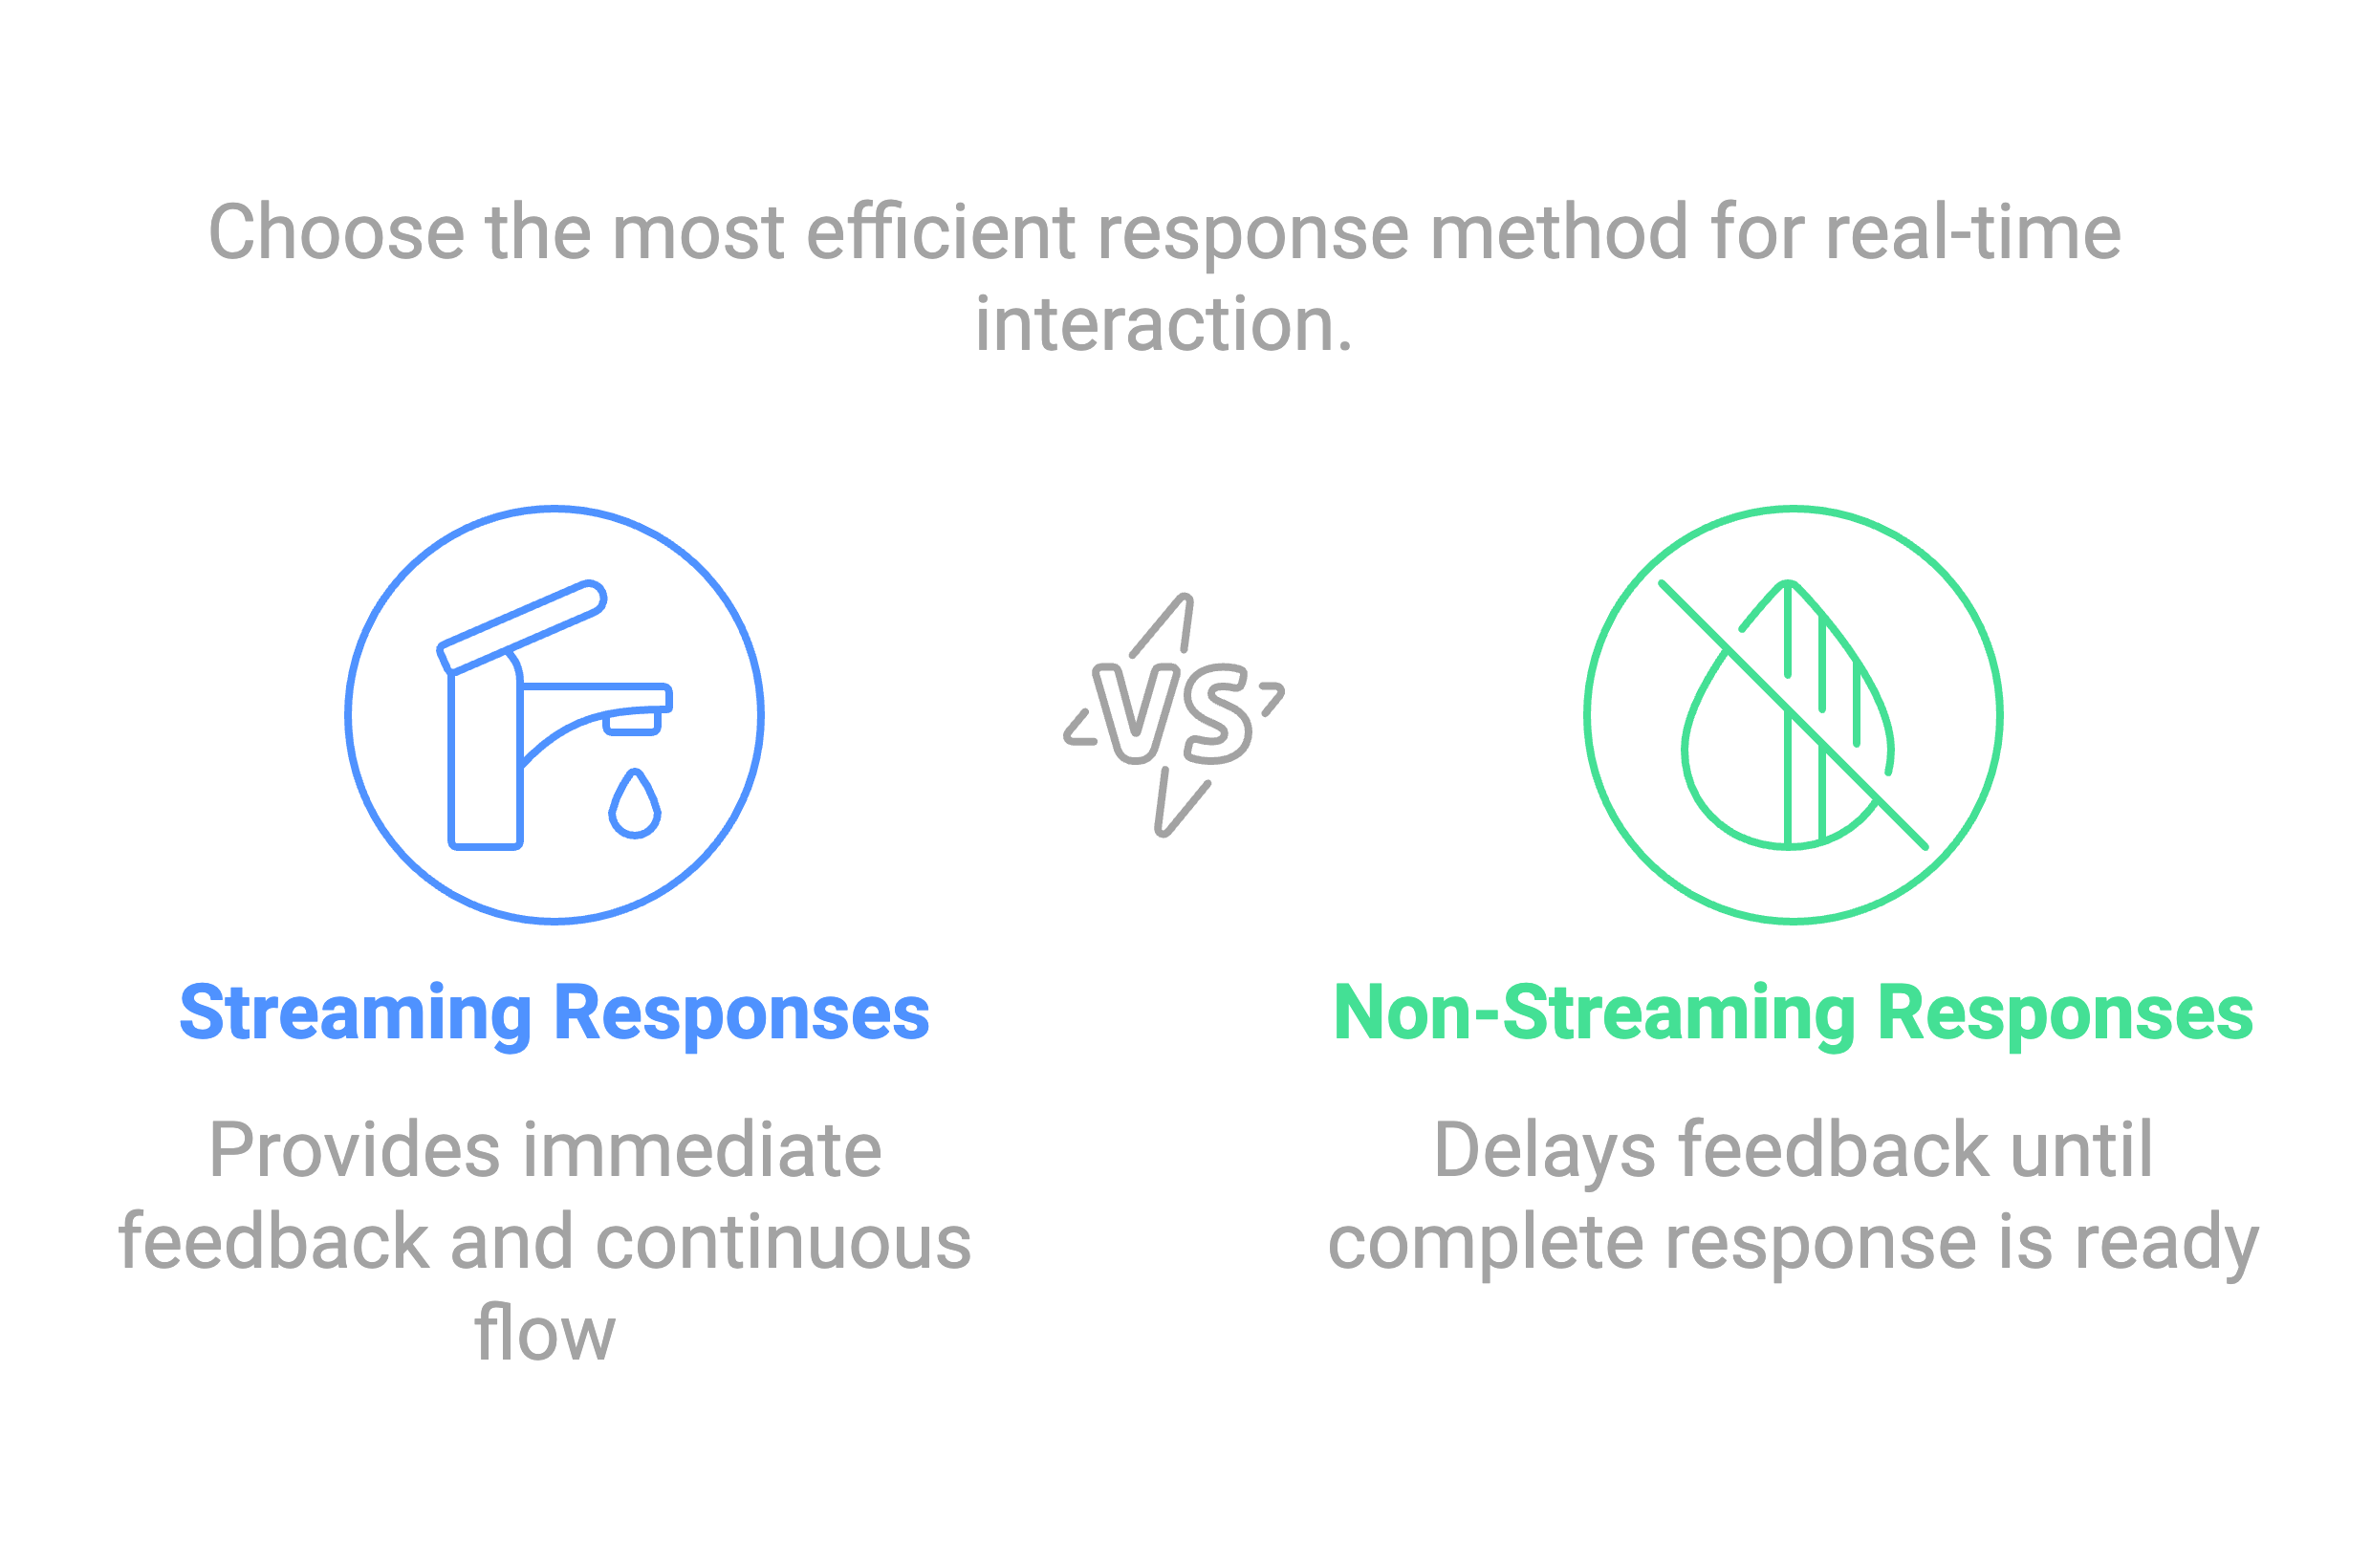 Choose the most efficient response method for real-time
interaction.
VS
Streaming Responses
Provides immediate
feedback and continuous
flow
Non-Streaming Responses
Delays feedback until
complete response is ready